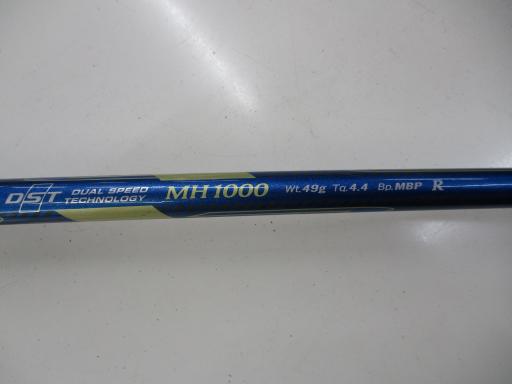 DST DUAL SPEED TECHNOLOGY MH1000 Wt.49g Tq.4.4 Bp.MBP R